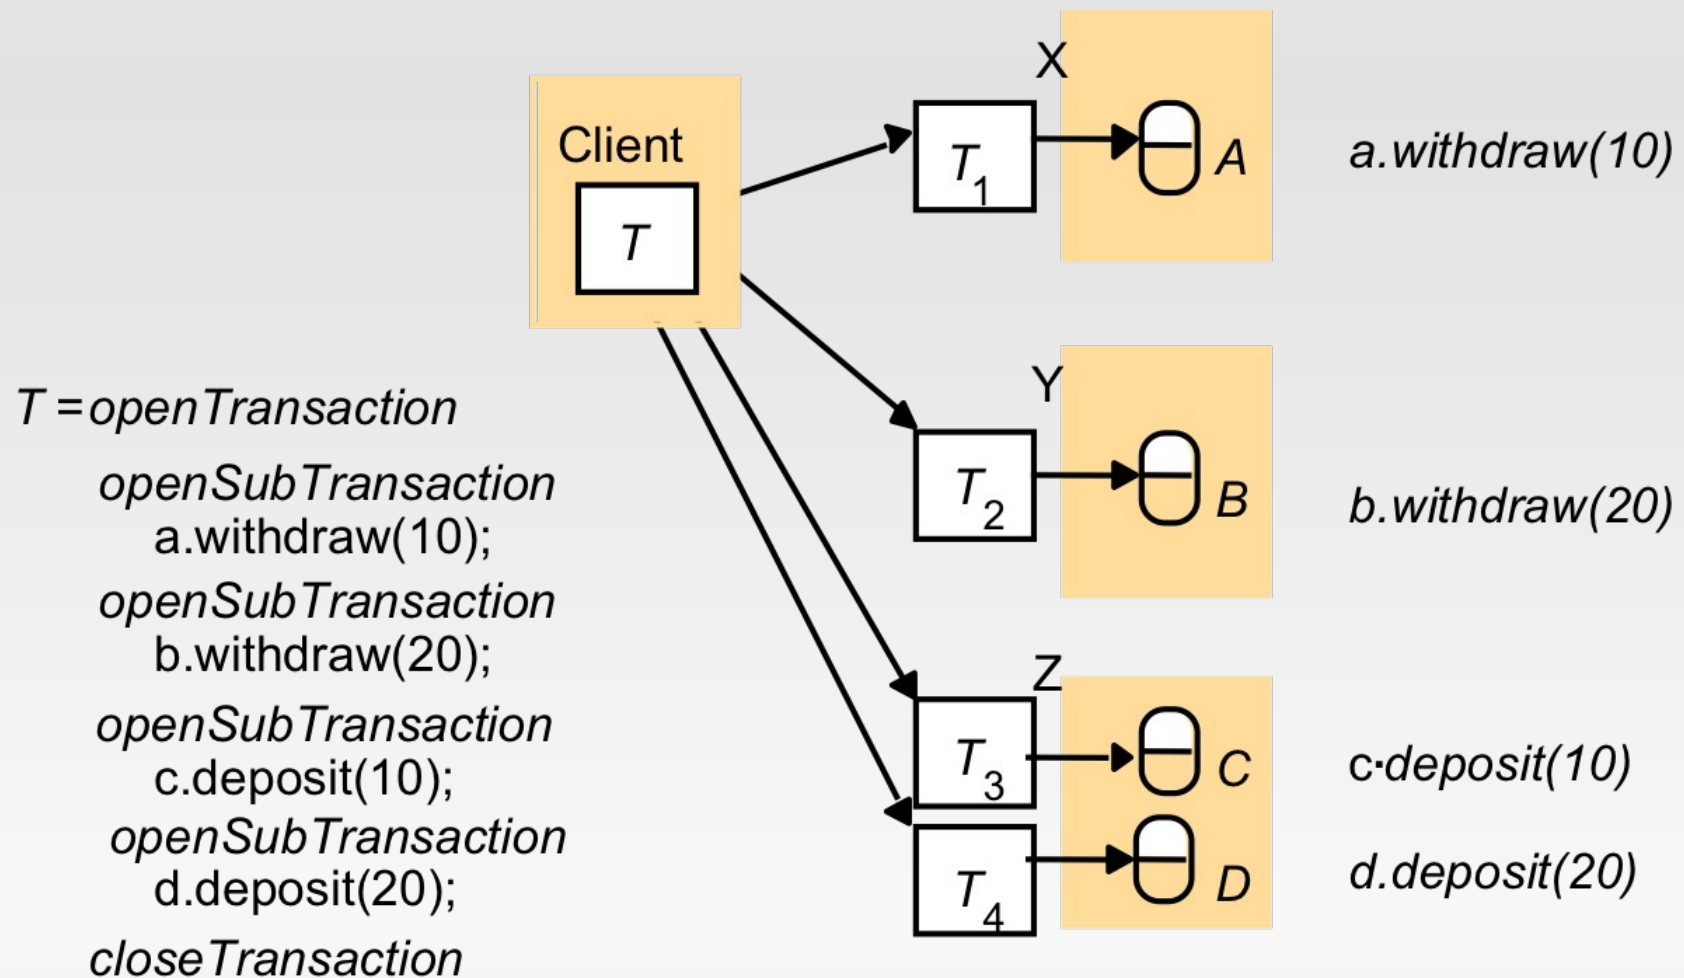 Client
T
T = openTransaction
openSubTransaction
a.withdraw(10);
openSubTransaction
b.withdraw(20);
openSubTransaction
c.deposit(10);
openSubTransaction
d.deposit(20);
closeTransaction
X
T1
A
a.withdraw(10)
Y
T2
B
b.withdraw(20)
Z
T3
C
c·deposit(10)
T4
D
d.deposit(20)